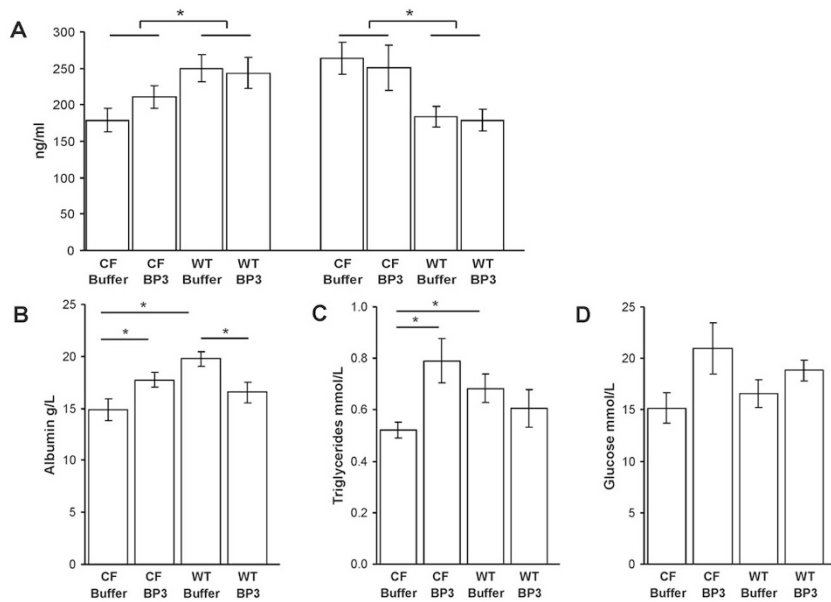 A
*
*
ng/ml
300
250
200
150
100
50
0
CF CF WT WT CF CF WT WT
Buffer BP3 Buffer BP3 Buffer BP3 Buffer BP3
B
Albumin g/L
25
20
15
10
5
0
*
*
*
CF CF WT WT
Buffer BP3 Buffer BP3
C
Triglycerides mmol/L
1.0
0.8
0.6
0.4
0.2
0.0
*
*
CF CF WT WT
Buffer BP3 Buffer BP3
D
Glucose mmol/L
25
20
15
10
5
0
CF CF WT WT
Buffer BP3 Buffer BP3